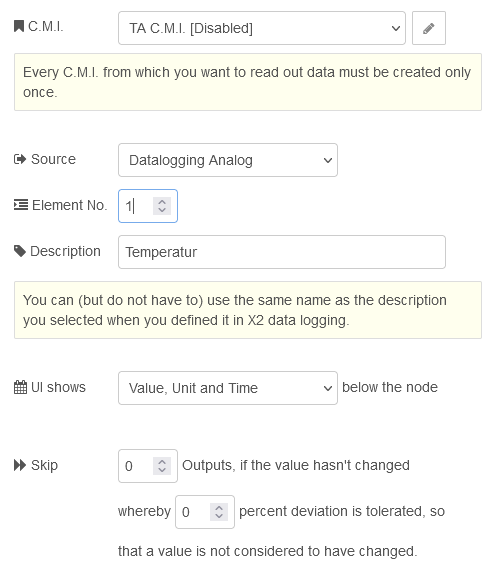 C.M.I. TA C.M.I. [Disabled]
Every C.M.I. from which you want to read out data must be created only
once.
Source Datalogging Analog
Element No. 1
Description Temperatur
You can (but do not have to) use the same name as the description
you selected when you defined it in X2 data logging.
UI shows Value, Unit and Time below the node
Skip 0 Outputs, if the value hasn't changed
whereby 0 percent deviation is tolerated, so
that a value is not considered to have changed.